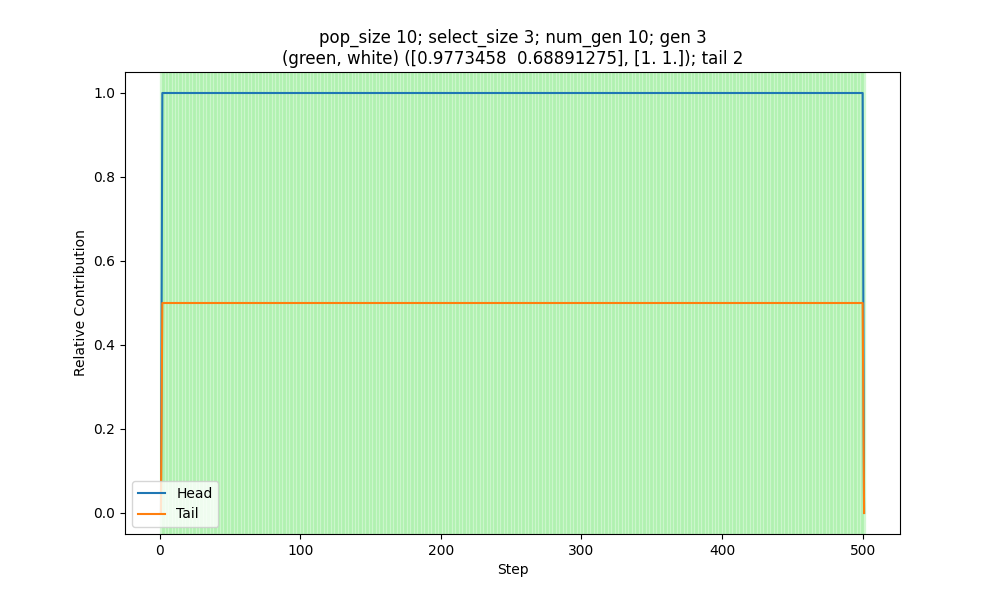 pop_size 10; select_size 3; num_gen 10; gen 3
(green, white) ([0.9773458  0.68891275], [1. 1.]); tail 2
1.0
0.8
0.6
0.4
0.2
0.0
Relative Contribution
Head
Tail
0
100
200
300
400
500
Step